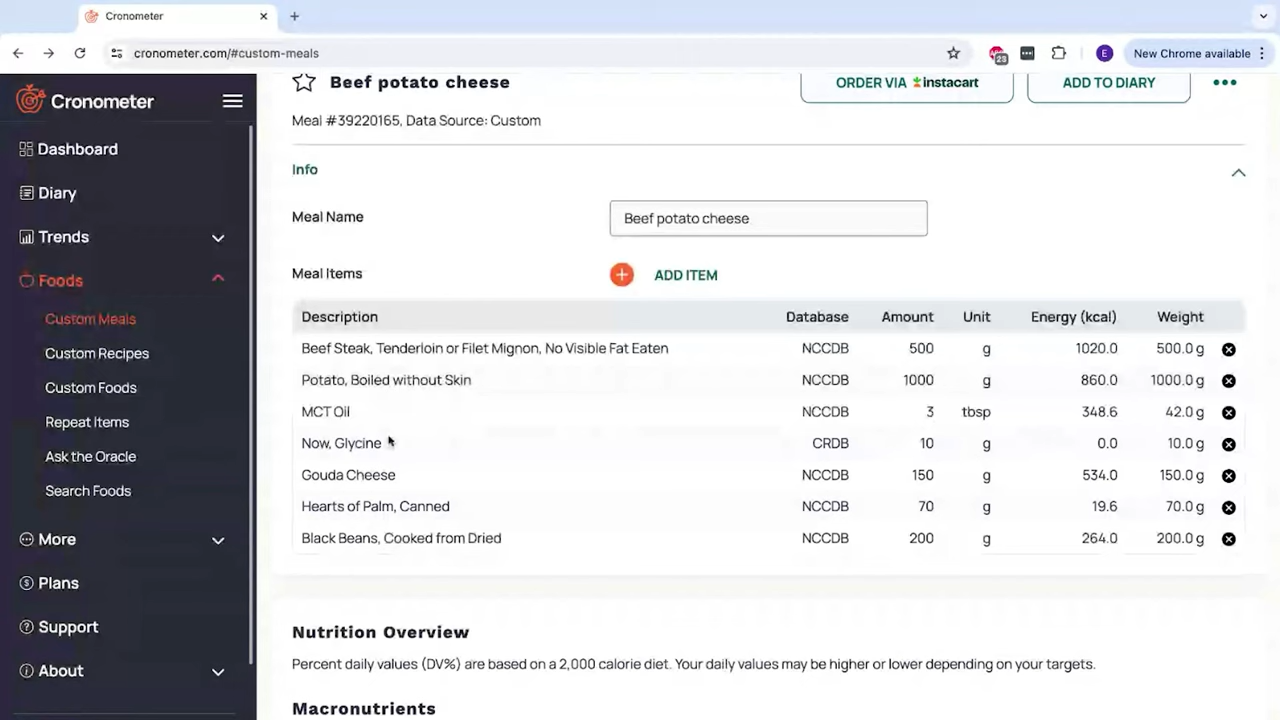 Cronometer
cronometer.com/#custom-meals
23
E
New Chrome available
Cronometer
Dashboard
Diary
Trends
Foods
Custom Meals
Custom Recipes
Custom Foods
Repeat Items
Ask the Oracle
Search Foods
More
Plans
Support
About
Beef potato cheese
ORDER VIA instacart
ADD TO DIARY
Meal #39220165, Data Source: Custom
Info
Meal Name
Beef potato cheese
Meal Items
ADD ITEM
Description Database Amount Unit Energy (kcal) Weight
Beef Steak, Tenderloin or Filet Mignon, No Visible Fat Eaten NCCDB 500 g 1020.0 500.0 g
Potato, Boiled without Skin NCCDB 1000 g 860.0 1000.0 g
MCT Oil NCCDB 3 tbsp 348.6 42.0 g
Now, Glycine CRDB 10 g 0.0 10.0 g
Gouda Cheese NCCDB 150 g 534.0 150.0 g
Hearts of Palm, Canned NCCDB 70 g 19.6 70.0 g
Black Beans, Cooked from Dried NCCDB 200 g 264.0 200.0 g
Nutrition Overview
Percent daily values (DV%) are based on a 2,000 calorie diet. Your daily values may be higher or lower depending on your targets.
Macronutrients